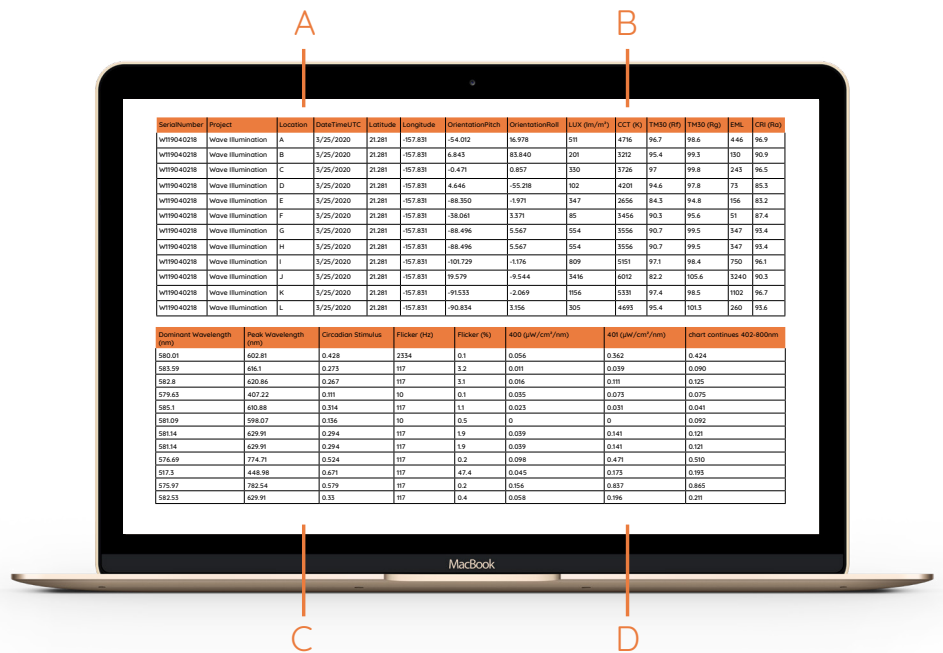 A B
SerialNumber Project Location DateTimeUTC Latitude Longitude OrientationPitch OrientationRoll LUX (lm/m²) CCT (K) TM30 (Rf) TM30 (Rg) EML CRI (Ra)
W119040218 Wave Illumination A 3/25/2020 21.281 -157.831 -54.012 16.978 511 4716 96.7 98.6 446 96.9
W119040218 Wave Illumination B 3/25/2020 21.281 -157.831 6.843 83.840 201 3212 95.4 99.3 130 90.9
W119040218 Wave Illumination C 3/25/2020 21.281 -157.831 -0.471 0.857 330 3726 97 99.8 243 96.5
W119040218 Wave Illumination D 3/25/2020 21.281 -157.831 4.646 -55.218 102 4201 94.6 97.8 73 85.3
W119040218 Wave Illumination E 3/25/2020 21.281 -157.831 -88.350 -1.971 347 2656 84.3 94.8 156 83.2
W119040218 Wave Illumination F 3/25/2020 21.281 -157.831 -38.061 3.371 85 3456 90.3 95.6 51 87.4
W119040218 Wave Illumination G 3/25/2020 21.281 -157.831 -88.496 5.567 554 3556 90.7 99.5 347 93.4
W119040218 Wave Illumination H 3/25/2020 21.281 -157.831 -88.496 5.567 554 3556 90.7 99.5 347 93.4
W119040218 Wave Illumination I 3/25/2020 21.281 -157.831 -101.729 -1.176 809 5151 97.1 98.4 750 96.1
W119040218 Wave Illumination J 3/25/2020 21.281 -157.831 19.579 -9.544 3416 6012 82.2 105.6 3240 90.3
W119040218 Wave Illumination K 3/25/2020 21.281 -157.831 -91.533 -2.069 1156 5331 97.4 98.5 1102 96.7
W119040218 Wave Illumination L 3/25/2020 21.281 -157.831 -90.834 3.156 305 4693 95.4 101.3 260 93.6
Dominant Wavelength (nm) Peak Wavelength (nm) Circadian Stimulus Flicker (Hz) Flicker (%) 400 (μW/cm²/nm) 401 (μW/cm²/nm) chart continues 402-800nm
580.01 602.81 0.428 2334 0.1 0.056 0.362 0.424
583.59 616.1 0.273 117 3.2 0.011 0.039 0.090
582.8 620.86 0.267 117 3.1 0.016 0.111 0.125
579.63 407.22 0.111 10 0.1 0.035 0.073 0.075
585.1 610.88 0.314 117 1.1 0.023 0.031 0.041
581.09 598.07 0.136 10 0.5 0 0 0.092
581.14 629.91 0.294 117 1.9 0.039 0.141 0.121
581.14 629.91 0.294 117 1.9 0.039 0.141 0.121
576.69 774.71 0.524 117 0.2 0.098 0.471 0.510
517.3 448.98 0.671 117 47.4 0.045 0.173 0.193
575.97 782.54 0.579 117 0.2 0.156 0.837 0.865
582.53 629.91 0.33 117 0.4 0.058 0.196 0.211
MacBook
C D